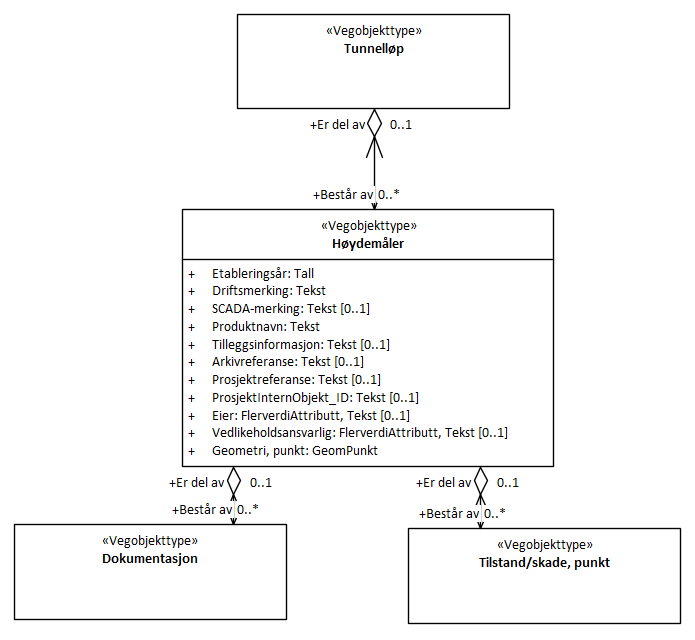 «Vegobjekttype»
Tunnelløp
+Er del av 0..1
+Består av 0..*
«Vegobjekttype»
Høydemåler
+ Etableringsår: Tall
+ Driftsmerking: Tekst
+ SCADA-merking: Tekst [0..1]
+ Produktnavn: Tekst
+ Tilleggsinformasjon: Tekst [0..1]
+ Arkivreferanse: Tekst [0..1]
+ Prosjektreferanse: Tekst [0..1]
+ ProsjektInternObjekt_ID: Tekst [0..1]
+ Eier: FlerverdiAttributt, Tekst [0..1]
+ Vedlikeholdsansvarlig: FlerverdiAttributt, Tekst [0..1]
+ Geometri, punkt: GeomPunkt
+Er del av 0..1
+Består av 0..*
«Vegobjekttype»
Dokumentasjon
+Er del av 0..1
+Består av 0..*
«Vegobjekttype»
Tilstand/skade, punkt